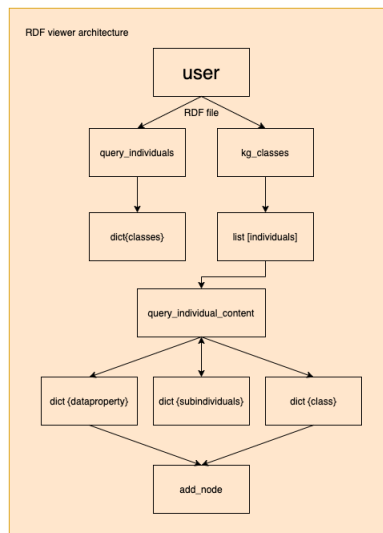 RDF viewer architecture
user
RDF file
query_individuals
kg_classes
dict{classes}
list [individuals]
query_individual_content
dict {dataproperty}
dict {subindividuals}
dict {class}
add_node